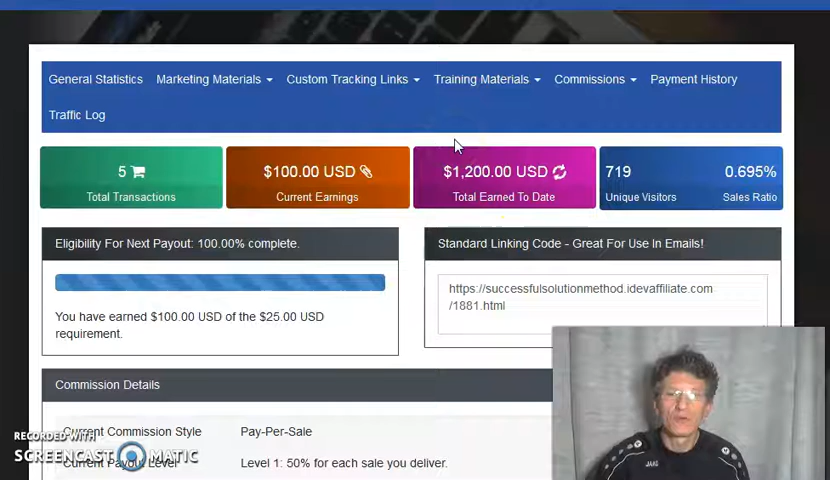 General Statistics Marketing Materials Custom Tracking Links Training Materials Commissions Payment History
Traffic Log
5 $100.00 USD $1,200.00 USD 719 0.695%
Total Transactions Current Earnings Total Earned To Date Unique Visitors Sales Ratio
Eligibility For Next Payout: 100.00% complete.
You have earned $100.00 USD of the $25.00 USD
requirement.
Standard Linking Code - Great For Use In Emails!
https://successfulsolutionmethod.idevaffiliate.com
/1881.html
Commission Details
Current Commission Style Pay-Per-Sale
Current Payout Level Level 1: 50% for each sale you deliver.
RECORDED WITH
SCREENCAST MATIC
JAKO